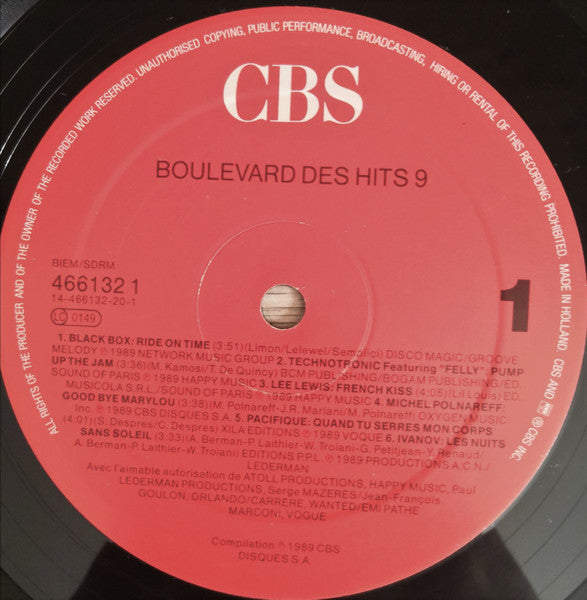 ALL RIGHTS OF THE PRODUCER AND OF THE OWNER OF THE RECORDED WORK RESERVED. UNAUTHORISED COPYING, PUBLIC PERFORMANCE, BROADCASTING, HIRING OR RENTAL OF THIS RECORDING PROHIBITED. MADE IN HOLLAND. CBS AND ℗ CBS INC.
CBS
BOULEVARD DES HITS 9
BIEM/SDRM
466132 1
14-466132-20-1
LC 0149
1
1. BLACK BOX: RIDE ON TIME (3:51) (Limon/Lelewel/Semplici) DISCO MAGIC/GROOVE
MELODY ℗ 1989 NETWORK MUSIC GROUP 2. TECHNOTRONIC Featuring "FELLY": PUMP
UP THE JAM (3:36) (M. Kamosi/T. De Quincy) BCM PUBLISHING/BOGAM PUBLISHING/ED.
SOUND OF PARIS ℗ 1989 HAPPY MUSIC 3. LEE LEWIS: FRENCH KISS (4:05) (Lil Louis) ED.
MUSICOLA S.R.L./SOUND OF PARIS ℗ 1989 HAPPY MUSIC 4. MICHEL POLNAREFF:
GOOD BYE MARYLOU (3:38) (M. Polnareff-J.R. Mariani/M. Polnareff) OXYGEN MUSIC
Inc. ℗ 1989 CBS DISQUES S.A. 5. PACIFIQUE: QUAND TU SERRES MON CORPS
(4:01) (S. Despres/C. Despres) XILA EDITIONS ℗ 1989 VOQUE 6. IVANOV: LES NUITS
SANS SOLEIL (3:33) (A. Berman-P. Laithier-W. Troiani-G. Petitjean-Y. Renaud/
A. Berman-P. Laithier-W. Troiani) EDITIONS P.P.L. ℗ 1989 PRODUCTIONS A.C.N./
LEDERMAN
Avec l'aimable autorisation de ATOLL PRODUCTIONS, HAPPY MUSIC, Paul
LEDERMAN PRODUCTIONS, Serge MAZERES/Jean-François
GOULON, ORLANDO/CARRERE, WANTED/EMI PATHE
MARCONI, VOGUE
Compilation ℗ 1989 CBS
DISQUES S.A.